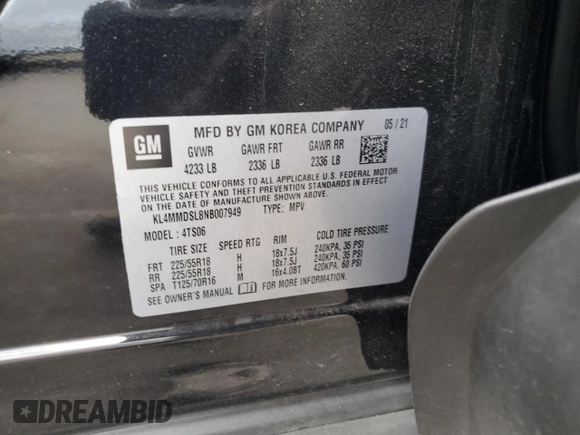 GM
MFD BY GM KOREA COMPANY 05 / 21
GVWR GAWR FRT GAWR RR
4233 LB 2336 LB 2336 LB
THIS VEHICLE CONFORMS TO ALL APPLICABLE U.S. FEDERAL MOTOR
VEHICLE SAFETY AND THEFT PREVENTION STANDARDS IN EFFECT ON
THE DATE OF MANUFACTURE SHOWN ABOVE.
KL4MMDSL8NB007949 TYPE: MPV
MODEL: 4TS06
TIRE SIZE SPEED RTG RIM COLD TIRE PRESSURE
FRT 225/55R18 H 18x7.5J 240KPA, 35 PSI
RR 225/55R18 H 18x7.5J 240KPA, 35 PSI
SPA T125/70R16 M 16x4.0BT 420KPA, 60 PSI
SEE OWNER'S MANUAL FOR MORE INFORMATION.
DREAMBID